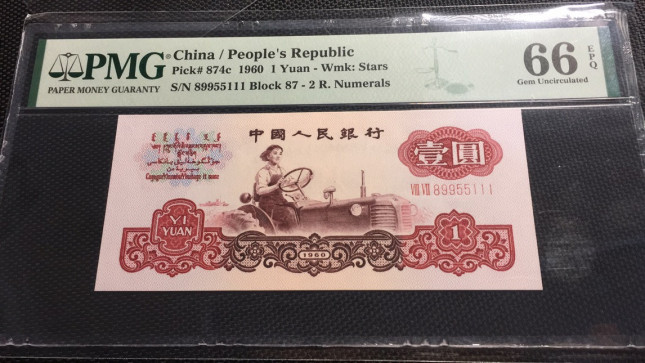 PMG
PAPER MONEY GUARANTY
China / People's Republic
Pick# 874c 1960 1 Yuan - Wmk: Stars
S/N 89955111 Block 87 - 2 R. Numerals
66 EPQ
Gem Uncirculated
中國人民銀行
壹圓
VIII VII 89955111
YI
YUAN
1960
1